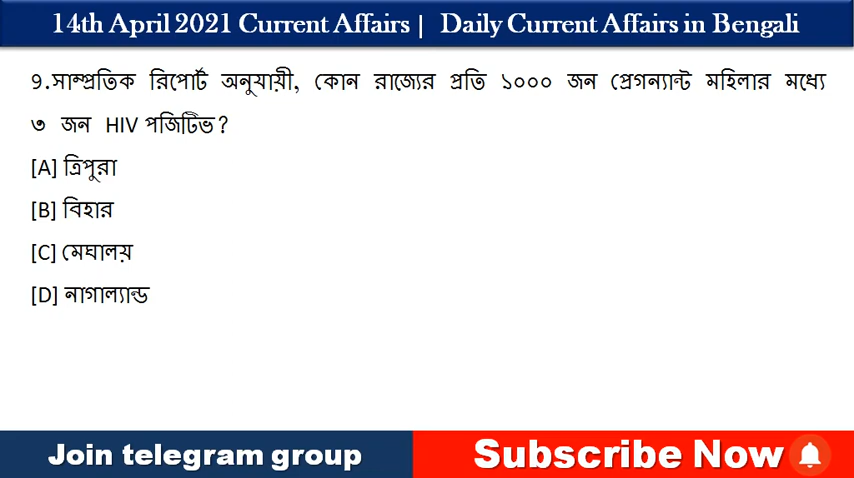 14th April 2021 Current Affairs | Daily Current Affairs in Bengali
9.সাম্প্রতিক রিপোর্ট অনুযায়ী, কোন রাজ্যের প্রতি ১০০০ জন প্রেগন্যান্ট মহিলার মধ্যে
৩ জন HIV পজিটিভ?
[A] ত্রিপুরা
[B] বিহার
[C] মেঘালয়
[D] নাগাল্যান্ড
Join telegram group
Subscribe Now